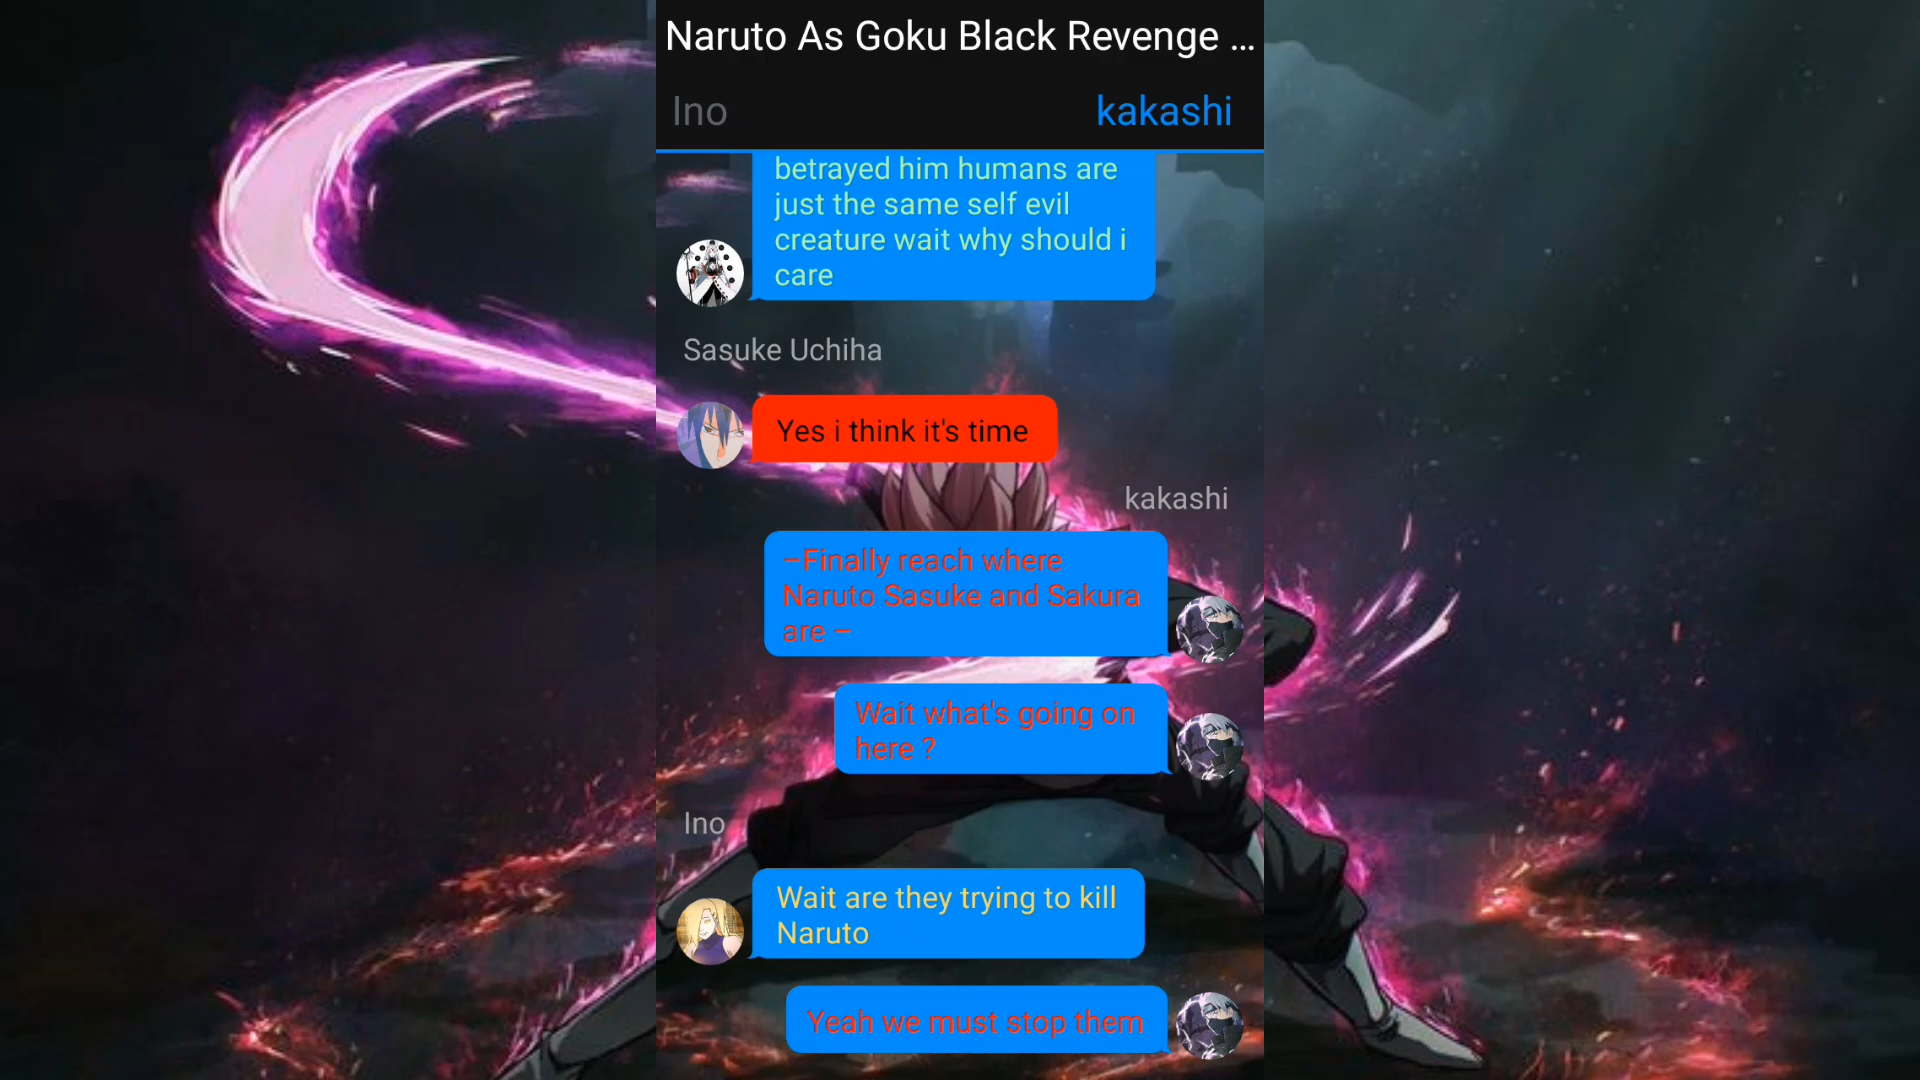 Naruto As Goku Black Revenge ...
Ino
kakashi
betrayed him humans are
just the same self evil
creature wait why should i
care
Sasuke Uchiha
Yes i think it's time
kakashi
–Finally reach where
Naruto Sasuke and Sakura
are –
Wait what's going on
here ?
Ino
Wait are they trying to kill
Naruto
Yeah we must stop them